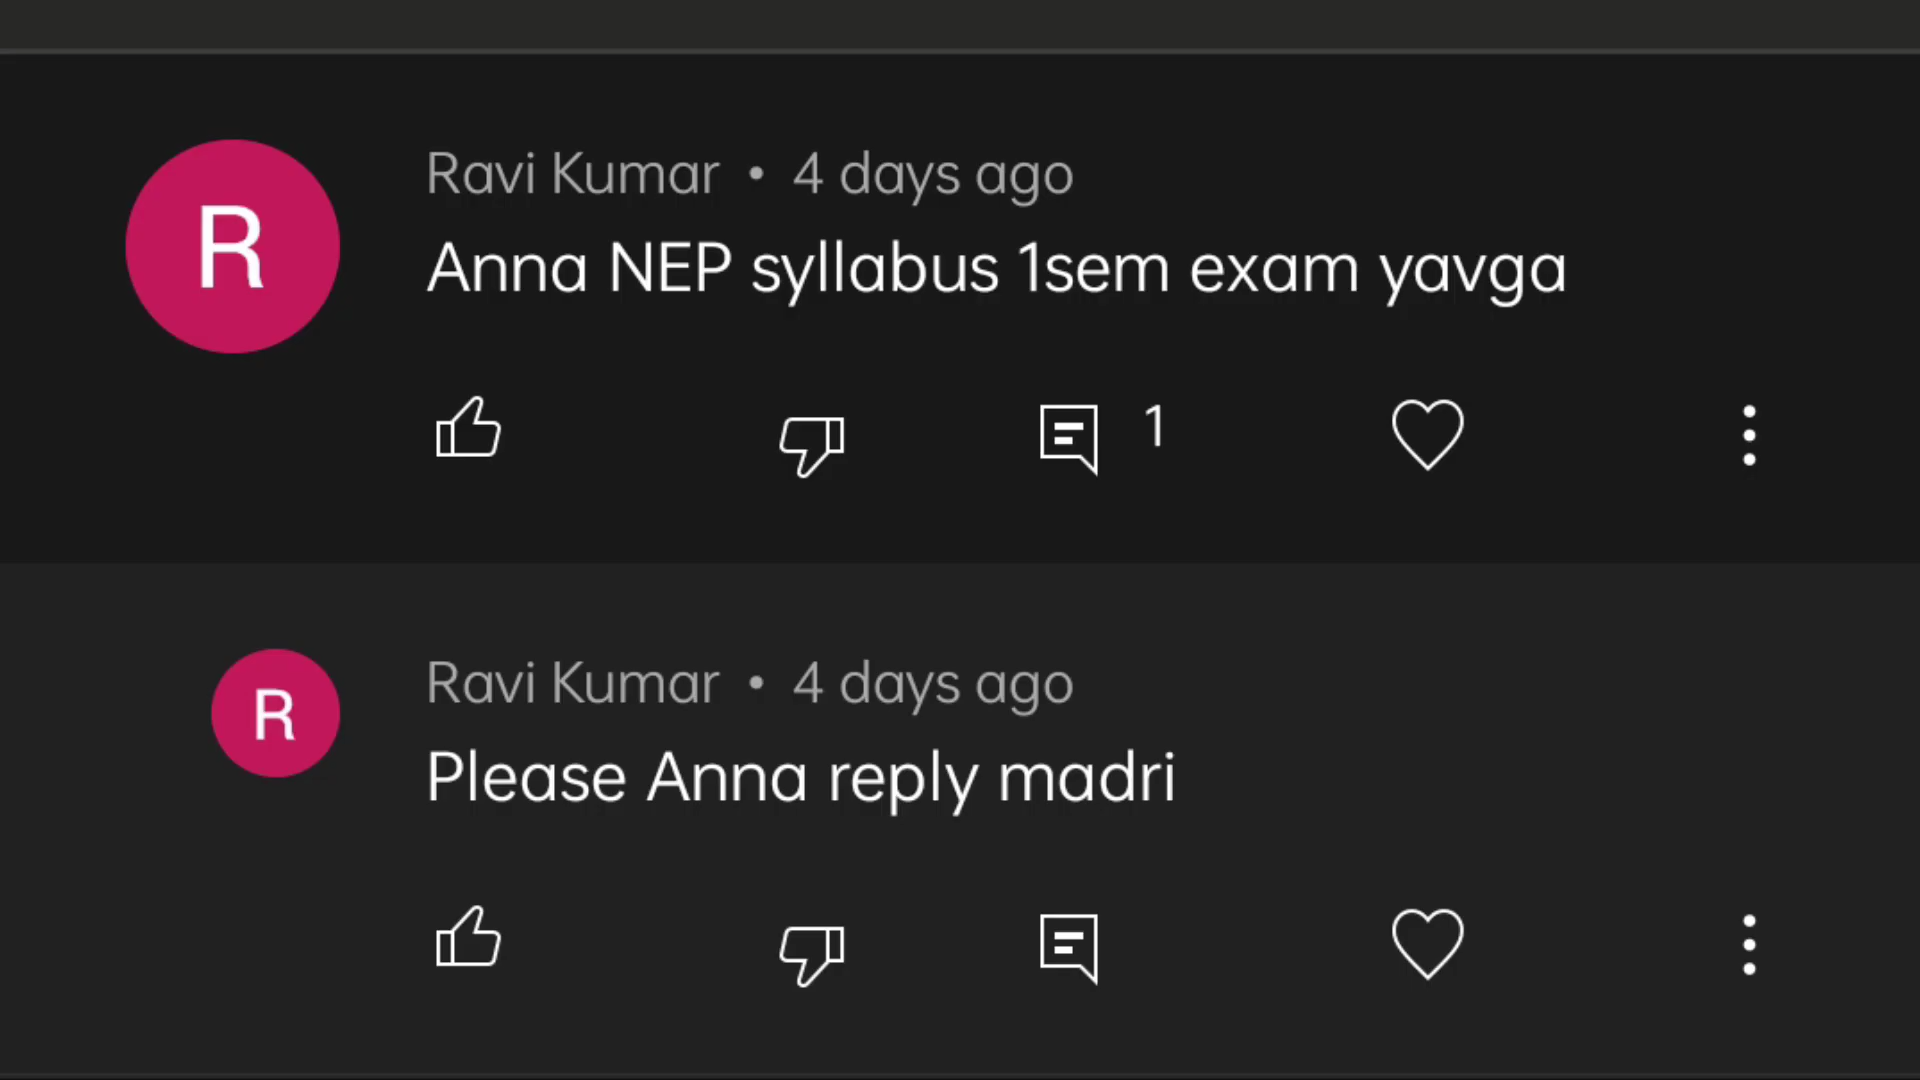 R
Ravi Kumar • 4 days ago
Anna NEP syllabus 1sem exam yavga
1
R
Ravi Kumar • 4 days ago
Please Anna reply madri